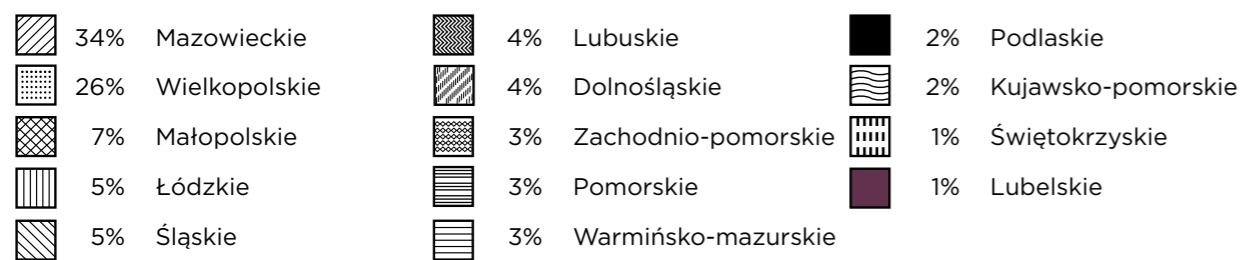 34% Mazowieckie
26% Wielkopolskie
7% Małopolskie
5% Łódzkie
5% Śląskie
4% Lubuskie
4% Dolnośląskie
3% Zachodnio-pomorskie
3% Pomorskie
3% Warmińsko-mazurskie
2% Podlaskie
2% Kujawsko-pomorskie
1% Świętokrzyskie
1% Lubelskie